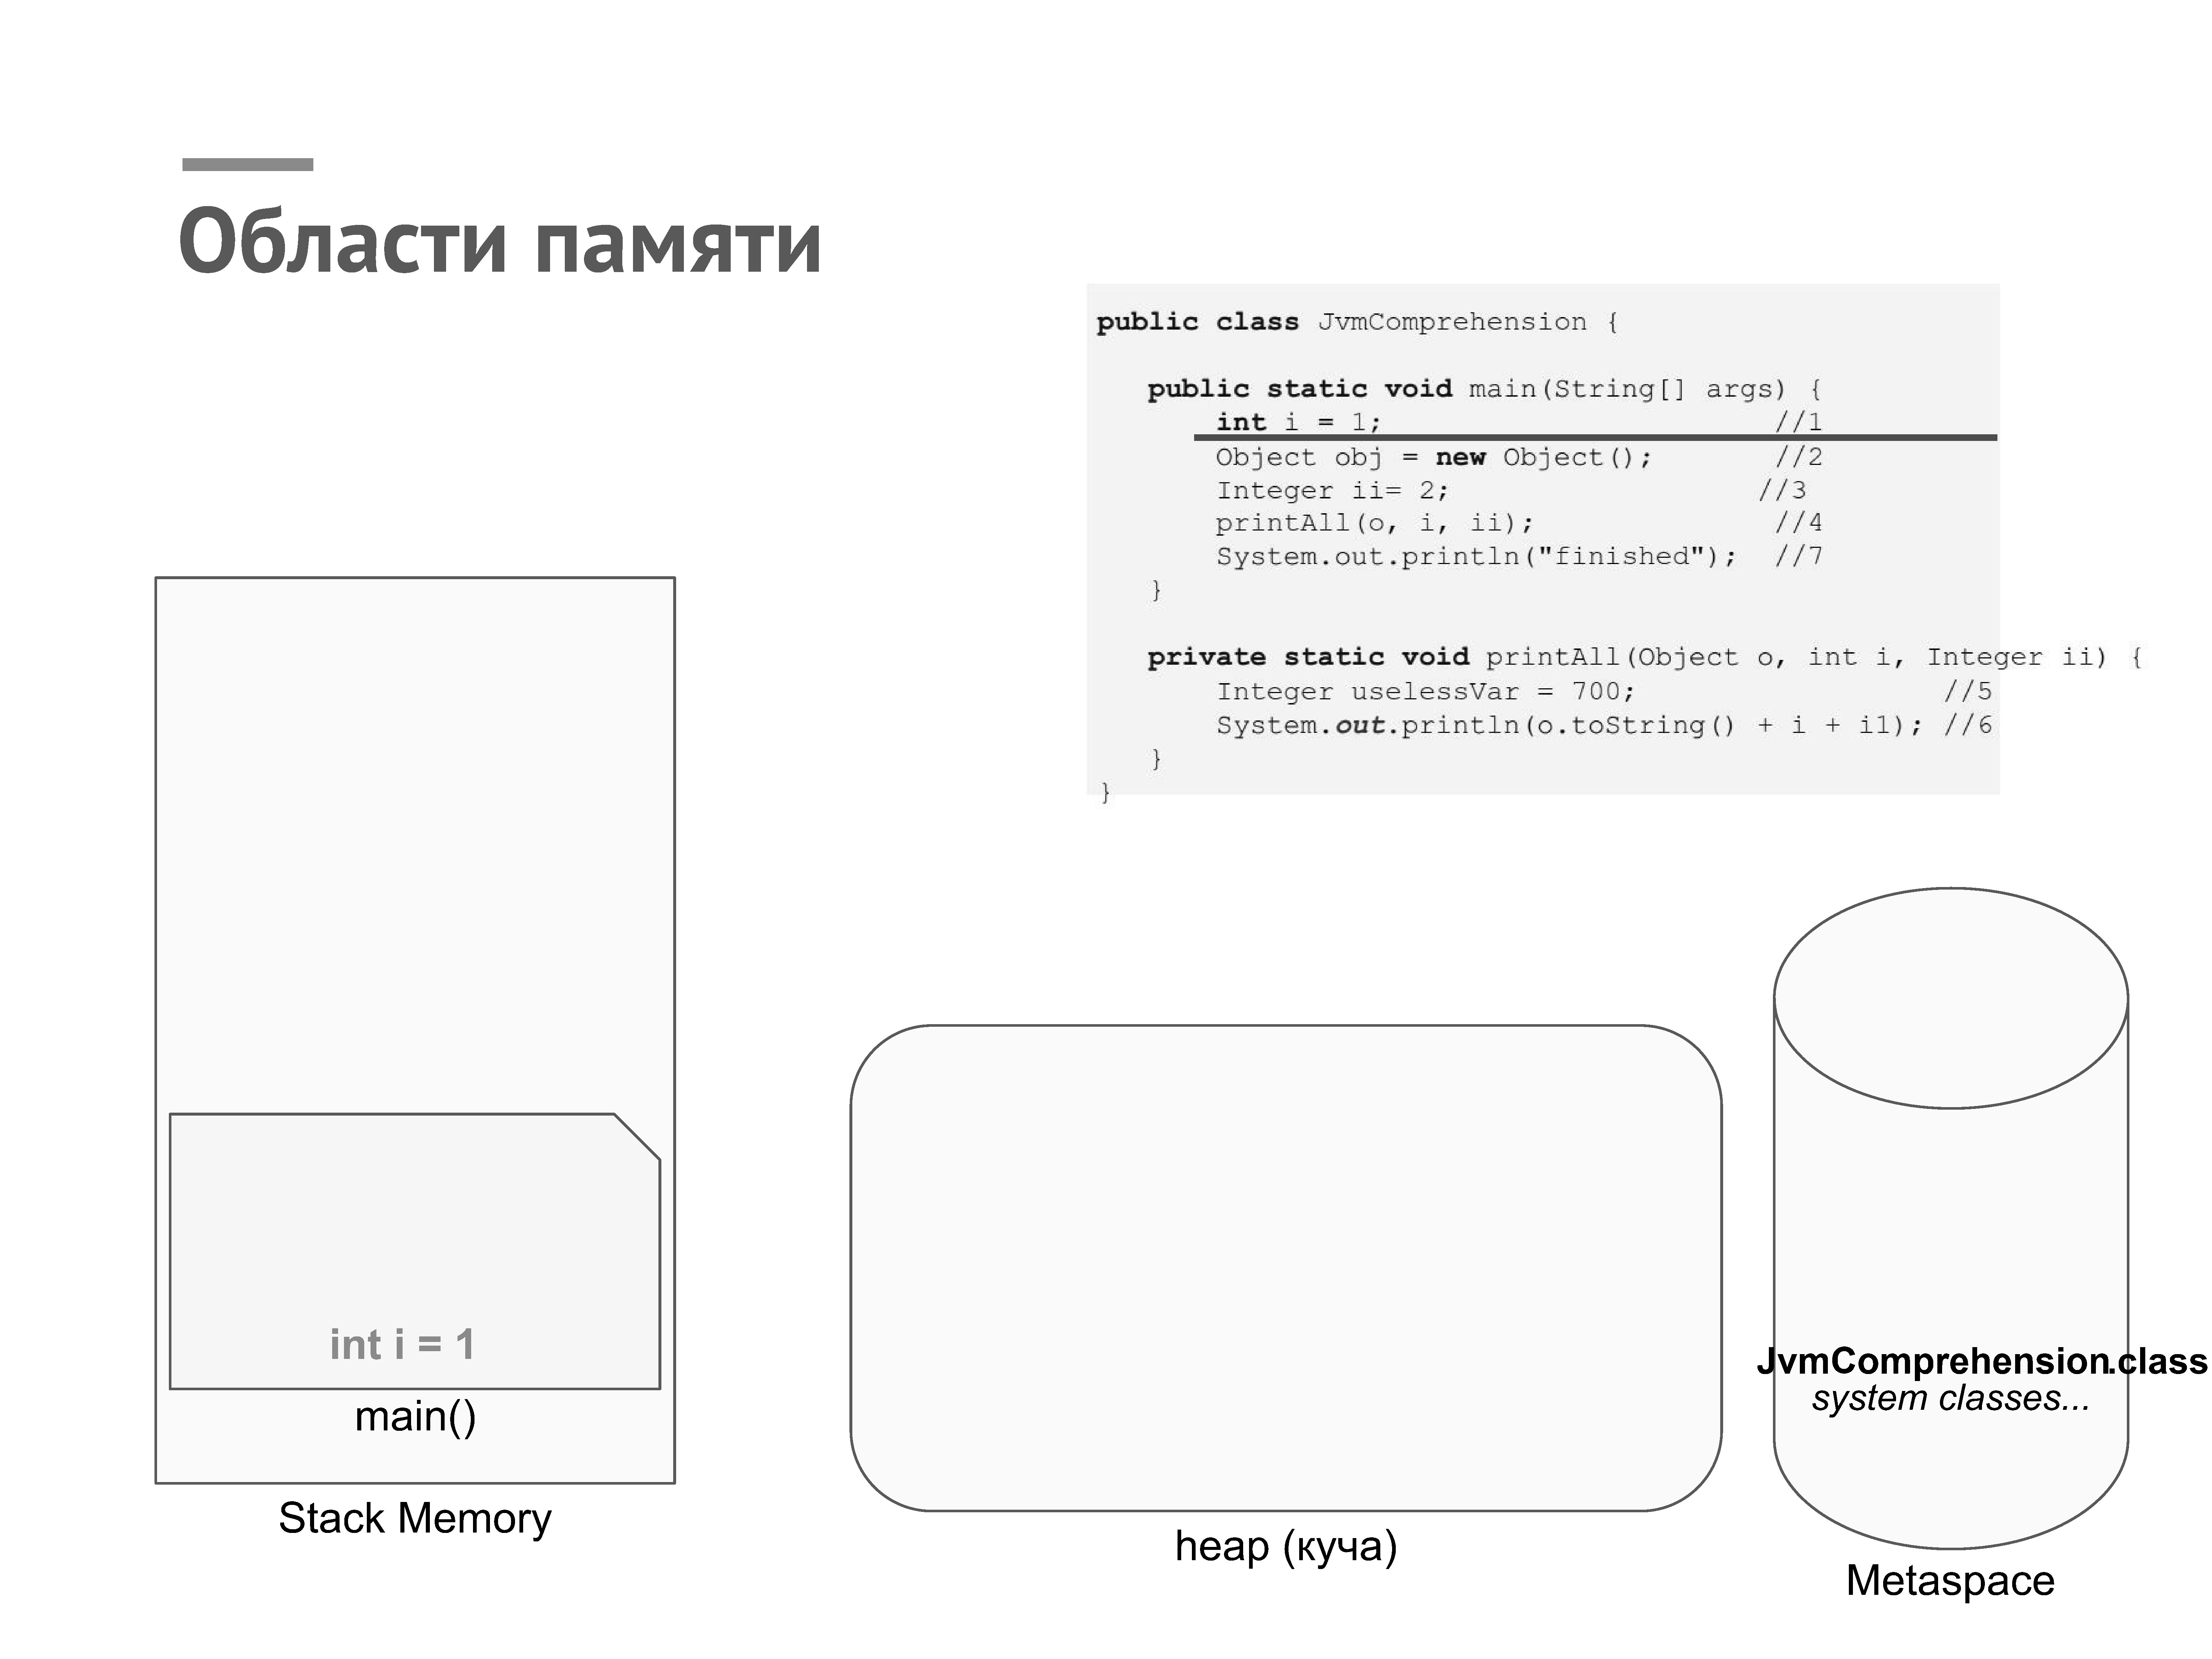 Области памяти
public class JvmComprehension {
public static void main(String[] args) {
int i = 1; //1
Object obj = new Object(); //2
Integer ii= 2; //3
printAll(o, i, ii); //4
System.out.println("finished"); //7
}
private static void printAll(Object o, int i, Integer ii) {
Integer uselessVar = 700; //5
System.out.println(o.toString() + i + i1); //6
}
}
int i = 1
main()
Stack Memory
heap (куча)
JvmComprehension.class
system classes...
Metaspace